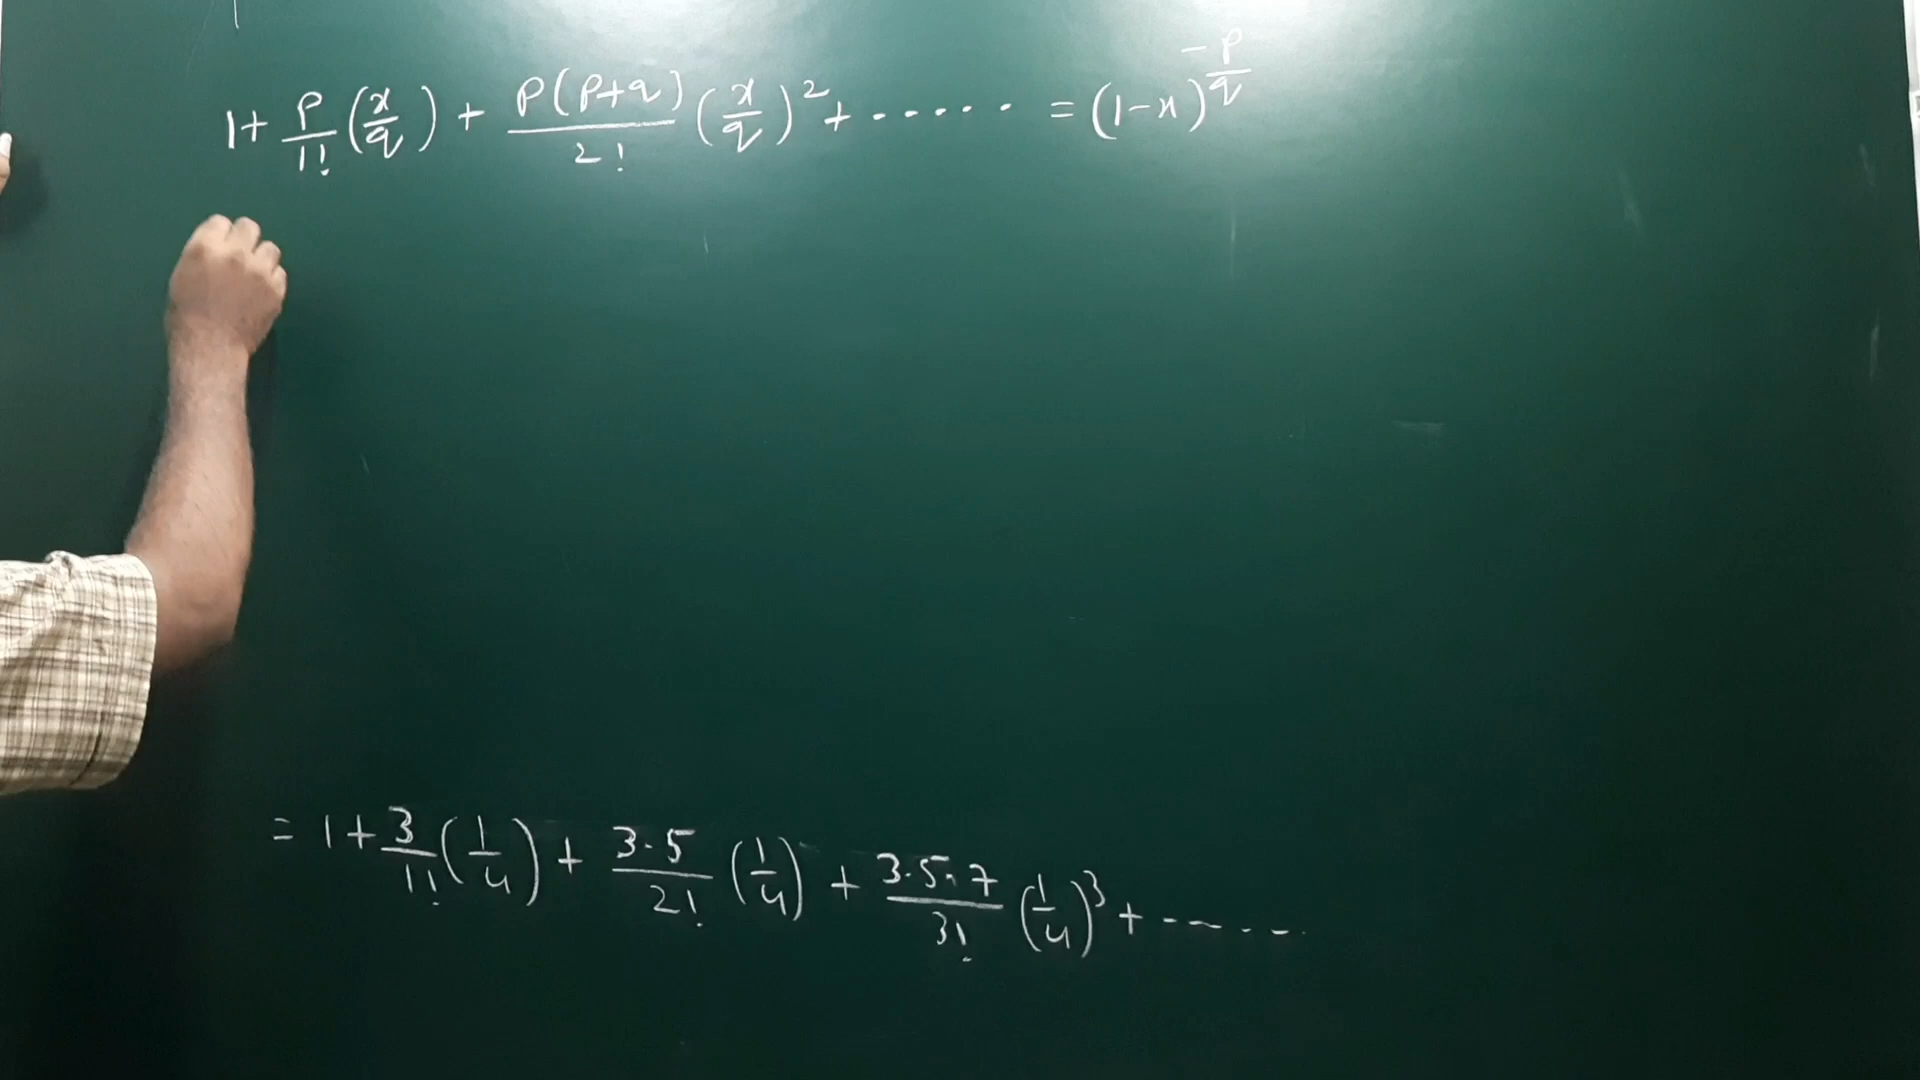 1 + P/1! (x/q) + P(P+q)/2! (x/q)² + ..... = (1-x)^(-P/q)
= 1 + 3/1! (1/4) + 3.5/2! (1/4) + 3.5.7/3! (1/4)³ + -----